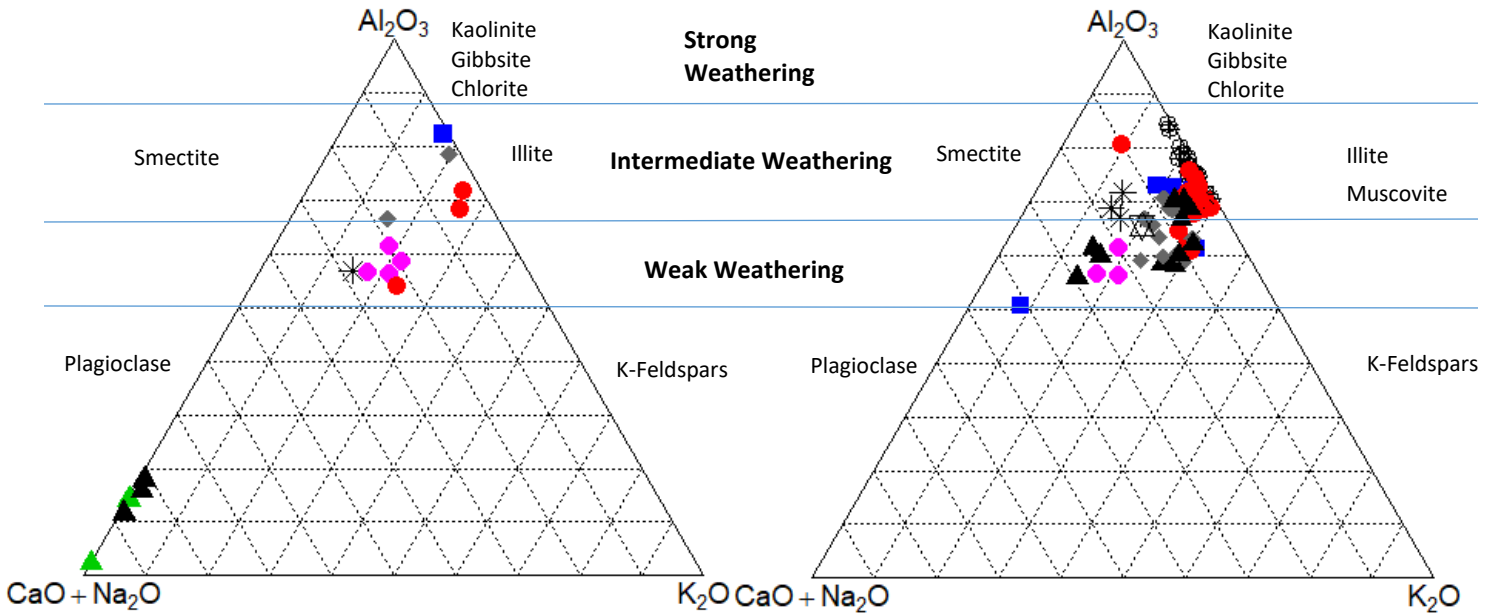 Al₂O₃
Kaolinite
Gibbsite
Chlorite
Strong
Weathering
Al₂O₃
Kaolinite
Gibbsite
Chlorite
Smectite
Illite
Intermediate Weathering
Smectite
Illite
Muscovite
Weak Weathering
Plagioclase
K-Feldspars
Plagioclase
K-Feldspars
CaO + Na₂O
K₂O
CaO + Na₂O
K₂O